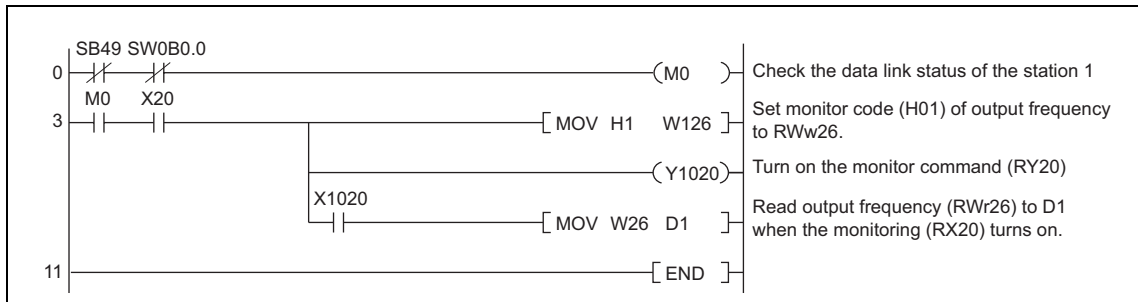 SB49 SW0B0.0
0 M0 Check the data link status of the station 1
M0 X20
3 MOV H1 W126 Set monitor code (H01) of output frequency
to RWw26.
Y1020 Turn on the monitor command (RY20)
X1020
MOV W26 D1 Read output frequency (RWr26) to D1
when the monitoring (RX20) turns on.
11 END